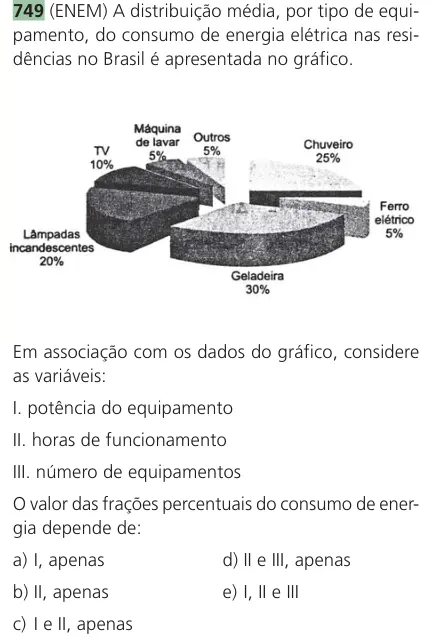 749 (ENEM) A distribuição média, por tipo de equi-
pamento, do consumo de energia elétrica nas resi-
dências no Brasil é apresentada no gráfico.
Máquina
de lavar
5%
Outros
5%
TV
10%
Chuveiro
25%
Ferro
elétrico
5%
Lâmpadas
incandescentes
20%
Geladeira
30%
Em associação com os dados do gráfico, considere
as variáveis:
I. potência do equipamento
II. horas de funcionamento
III. número de equipamentos
O valor das frações percentuais do consumo de ener-
gia depende de:
a) I, apenas
b) II, apenas
c) I e II, apenas
d) II e III, apenas
e) I, II e III